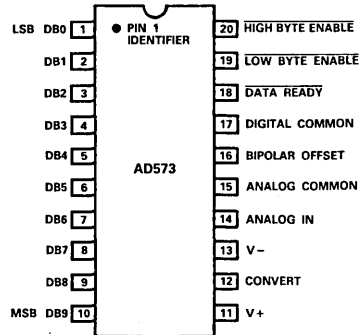 LSB DB0 1 PIN 1 IDENTIFIER 20 HIGH BYTE ENABLE
DB1 2 19 LOW BYTE ENABLE
DB2 3 18 DATA READY
DB3 4 17 DIGITAL COMMON
DB4 5 16 BIPOLAR OFFSET
AD573
DB5 6 15 ANALOG COMMON
DB6 7 14 ANALOG IN
DB7 8 13 V−
DB8 9 12 CONVERT
MSB DB9 10 11 V+